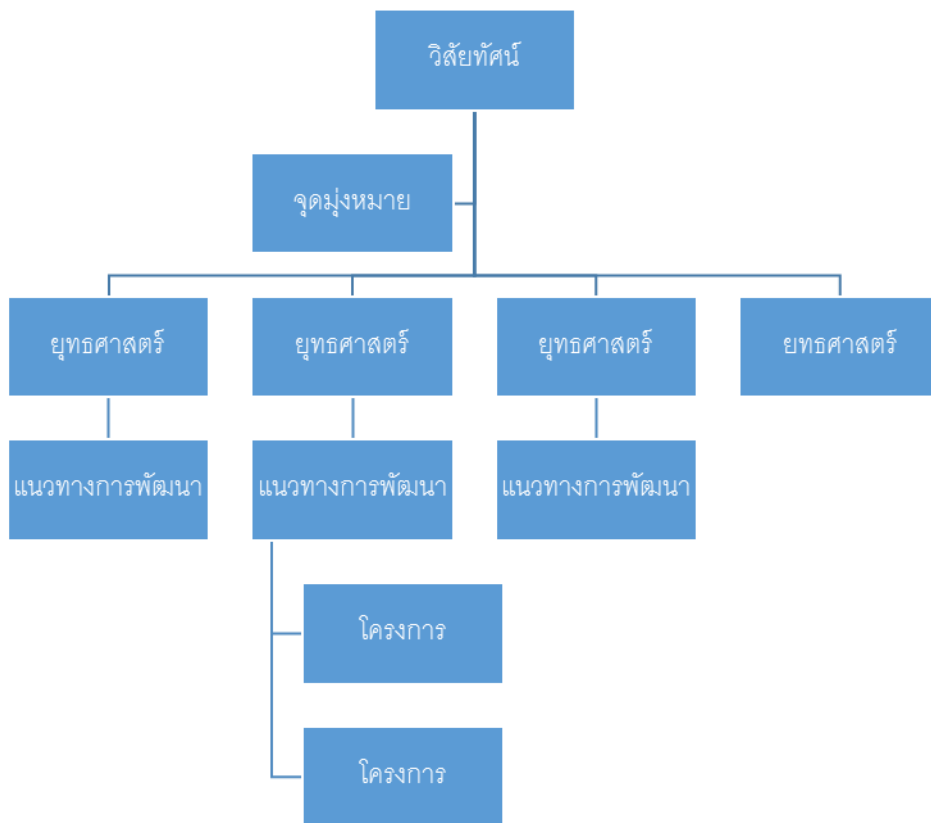 วิสัยทัศน์
จุดมุ่งหมาย
ยุทธศาสตร์
ยุทธศาสตร์
ยุทธศาสตร์
ยทธศาสตร์
แนวทางการพัฒนา
แนวทางการพัฒนา
แนวทางการพัฒนา
โครงการ
โครงการ